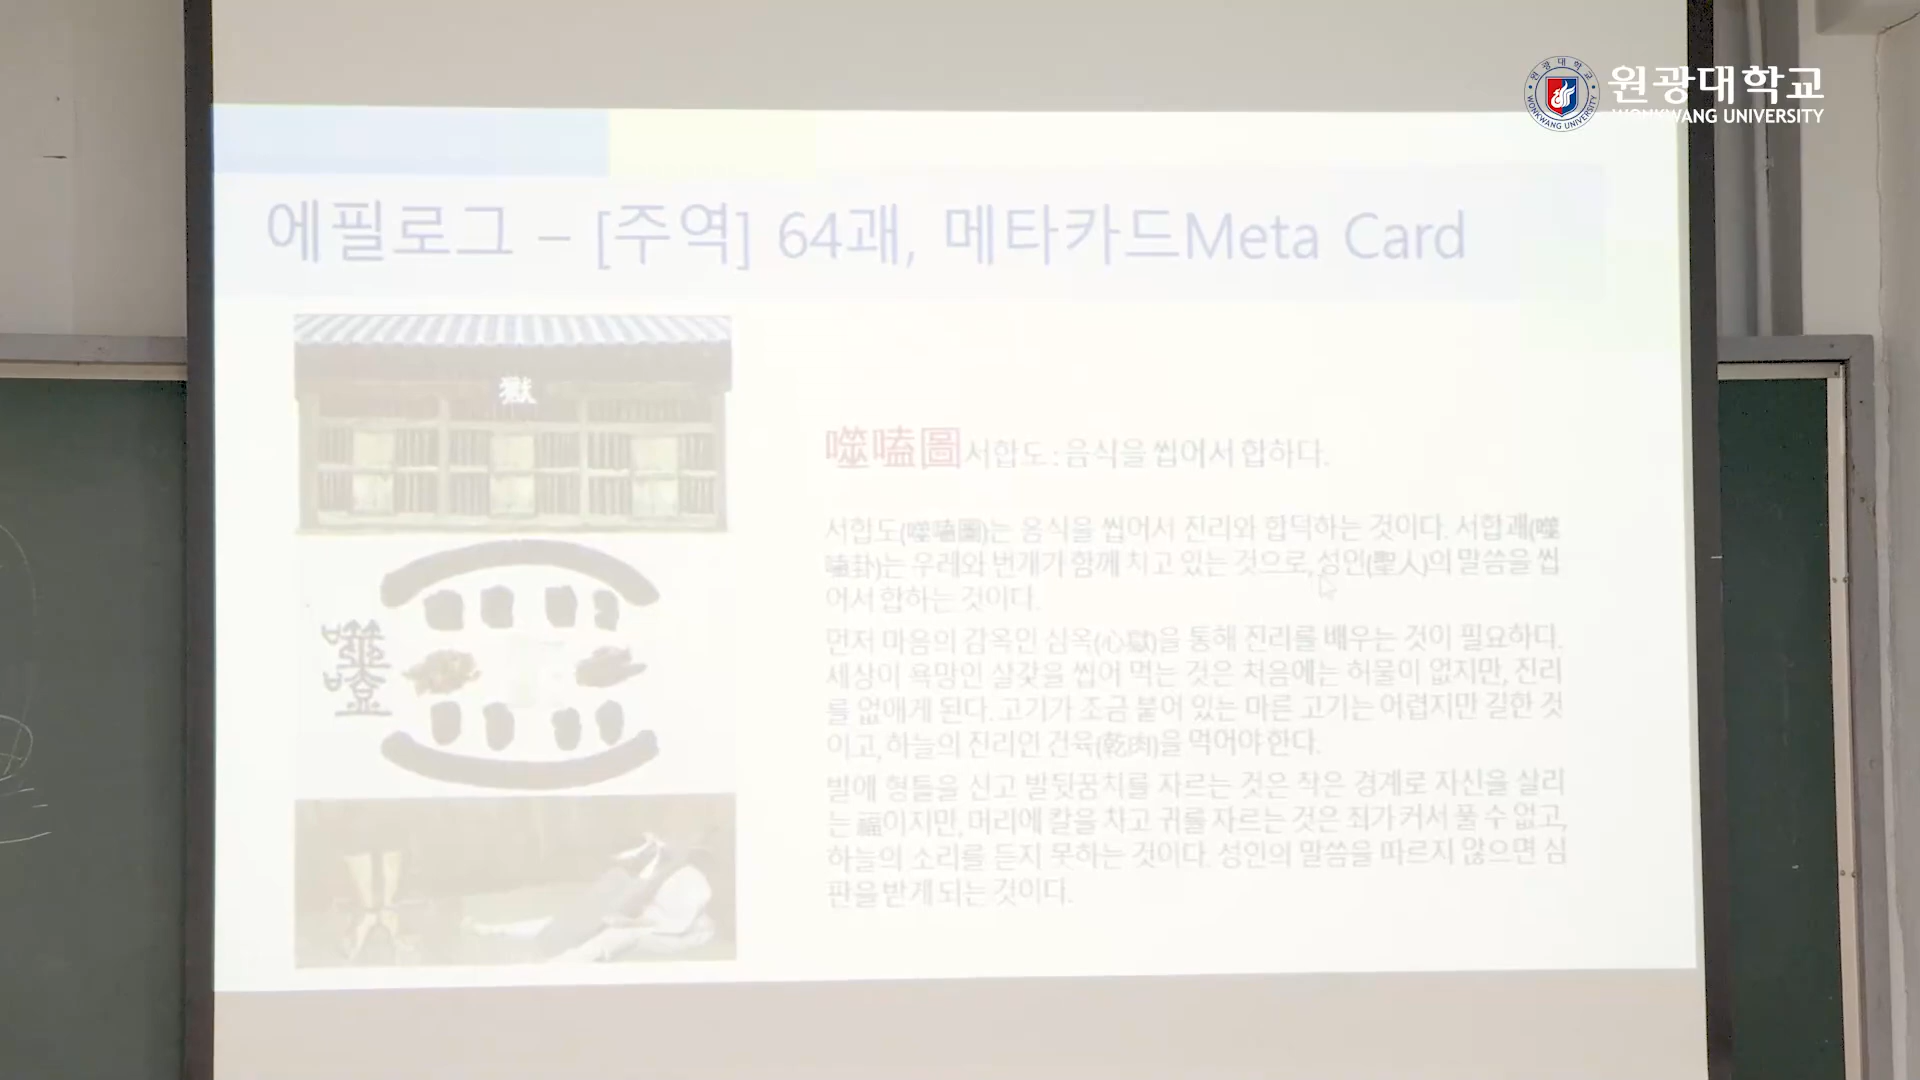 원광대학교
WONKWANG UNIVERSITY
에필로그 – [주역] 64괘, 메타카드Meta Card
獄
噬嗑圖서합도 : 음식을 씹어서 합하다.
서합도(噬嗑圖)는 음식을 씹어서 진리와 합덕하는 것이다. 서합괘(噬
嗑卦)는 우레와 번개가 함께 치고 있는 것으로, 성인(聖人)의 말씀을 씹
어서 합하는 것이다.
먼저 마음의 감옥인 심옥(心獄)을 통해 진리를 배우는 것이 필요하다.
세상이 욕망인 살갗을 씹어 먹는 것은 처음에는 허물이 없지만, 진리
를 없애게 된다. 고기가 조금 붙어 있는 마른 고기는 어렵지만 길한 것
이고, 하늘의 진리인 건육(乾肉)을 먹어야 한다.
발에 형틀을 신고 발뒷꿈치를 자르는 것은 작은 경계로 자신을 살리
는 福이지만, 머리에 칼을 차고 귀를 자르는 것은 죄가 커서 풀 수 없고,
하늘의 소리를 듣지 못하는 것이다. 성인의 말씀을 따르지 않으면 심
판을 받게 되는 것이다.